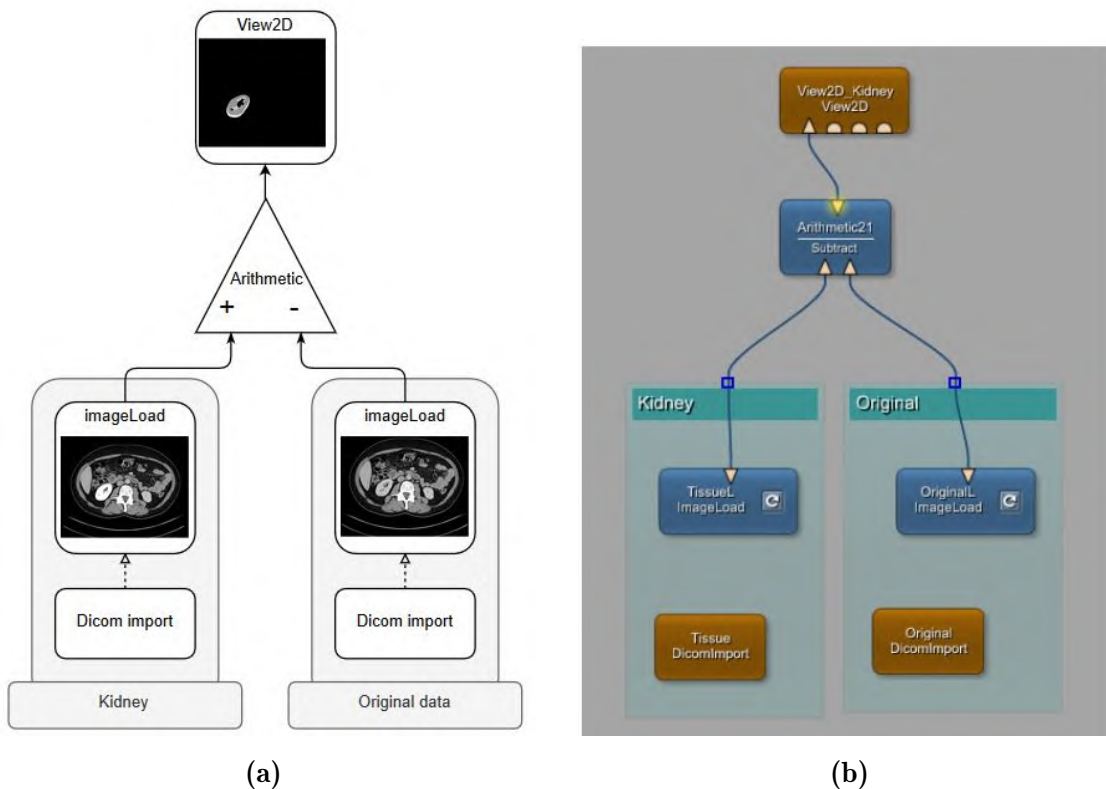 View2D
Arithmetic
+ -
imageLoad
imageLoad
Dicom import
Dicom import
Kidney
Original data
(a)
View2D_Kidney
View2D
Arithmetic21
Subtract
Kidney
Original
TissueL
ImageLoad
OriginalL
ImageLoad
Tissue
DicomImport
Original
DicomImport
(b)